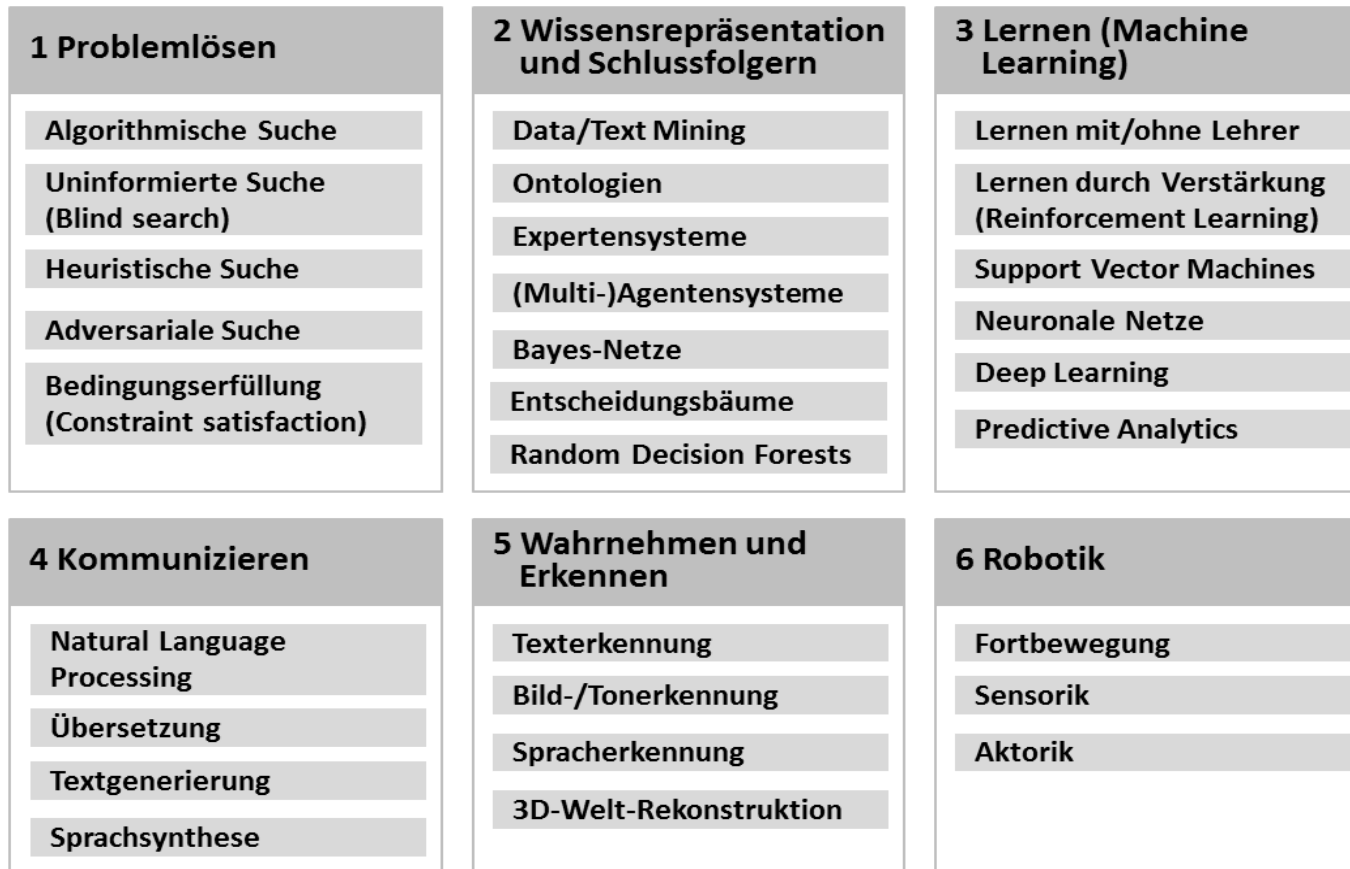 1 Problemlösen
Algorithmische Suche
Uninformierte Suche
(Blind search)
Heuristische Suche
Adversariale Suche
Bedingungserfüllung
(Constraint satisfaction)
2 Wissensrepräsentation
und Schlussfolgern
Data/Text Mining
Ontologien
Expertensysteme
(Multi-)Agentensysteme
Bayes-Netze
Entscheidungsbäume
Random Decision Forests
3 Lernen (Machine
Learning)
Lernen mit/ohne Lehrer
Lernen durch Verstärkung
(Reinforcement Learning)
Support Vector Machines
Neuronale Netze
Deep Learning
Predictive Analytics
4 Kommunizieren
Natural Language
Processing
Übersetzung
Textgenerierung
Sprachsynthese
5 Wahrnehmen und
Erkennen
Texterkennung
Bild-/Tonerkennung
Spracherkennung
3D-Welt-Rekonstruktion
6 Robotik
Fortbewegung
Sensorik
Aktorik